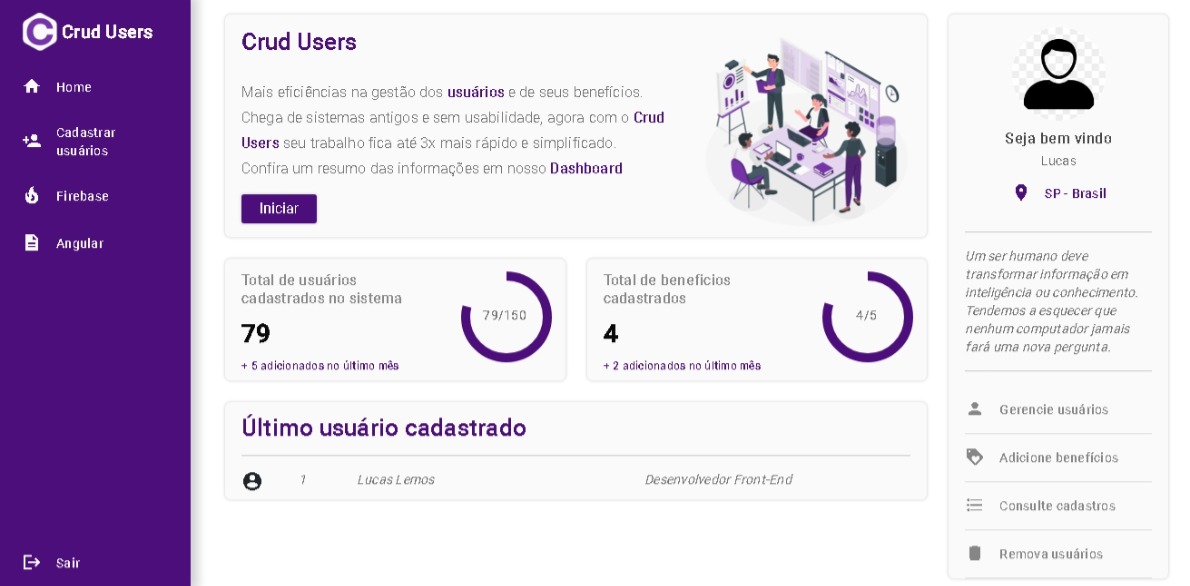 Crud Users
Home
Cadastrar
usuários
Firebase
Angular
Sair
Crud Users
Mais eficiências na gestão dos usuários e de seus benefícios.
Chega de sistemas antigos e sem usabilidade, agora com o Crud
Users seu trabalho fica até 3x mais rápido e simplificado.
Confira um resumo das informações em nosso Dashboard
Iniciar
Total de usuários
cadastrados no sistema
79
+ 5 adicionados no último mês
79/150
Total de beneficios
cadastrados
4
+ 2 adicionados no último mês
4/5
Último usuário cadastrado
1 Lucas Lemos Desenvolvedor Front-End
Seja bem vindo
Lucas
SP - Brasil
Um ser humano deve
transformar informação em
inteligência ou conhecimento.
Tendemos a esquecer que
nenhum computador jamais
fará uma nova pergunta.
Gerencie usuários
Adicione benefícios
Consulte cadastros
Remova usuários